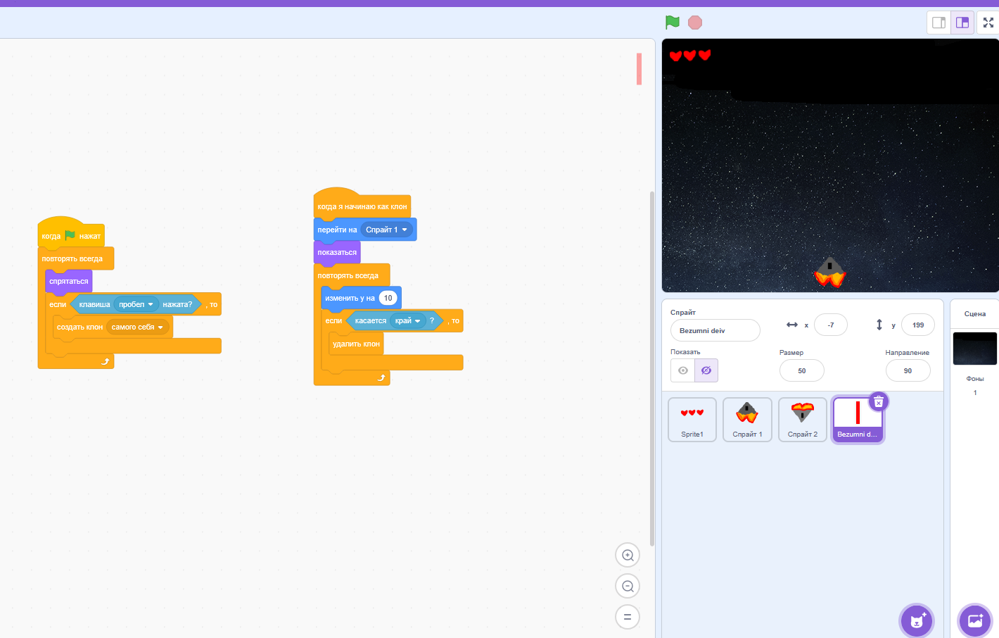 когда нажат
повторять всегда
спрятаться
если клавиша пробел нажата? , то
создать клон самого себя
когда я начинаю как клон
перейти на Спрайт 1
показаться
повторять всегда
изменить y на 10
если касается край ? , то
удалить клон
Спрайт
Bezumni deiv
x -7
y 199
Показать
Размер
50
Направление
90
Sprite1
Спрайт 1
Спрайт 2
Bezumni d...
Сцена
Фоны
1